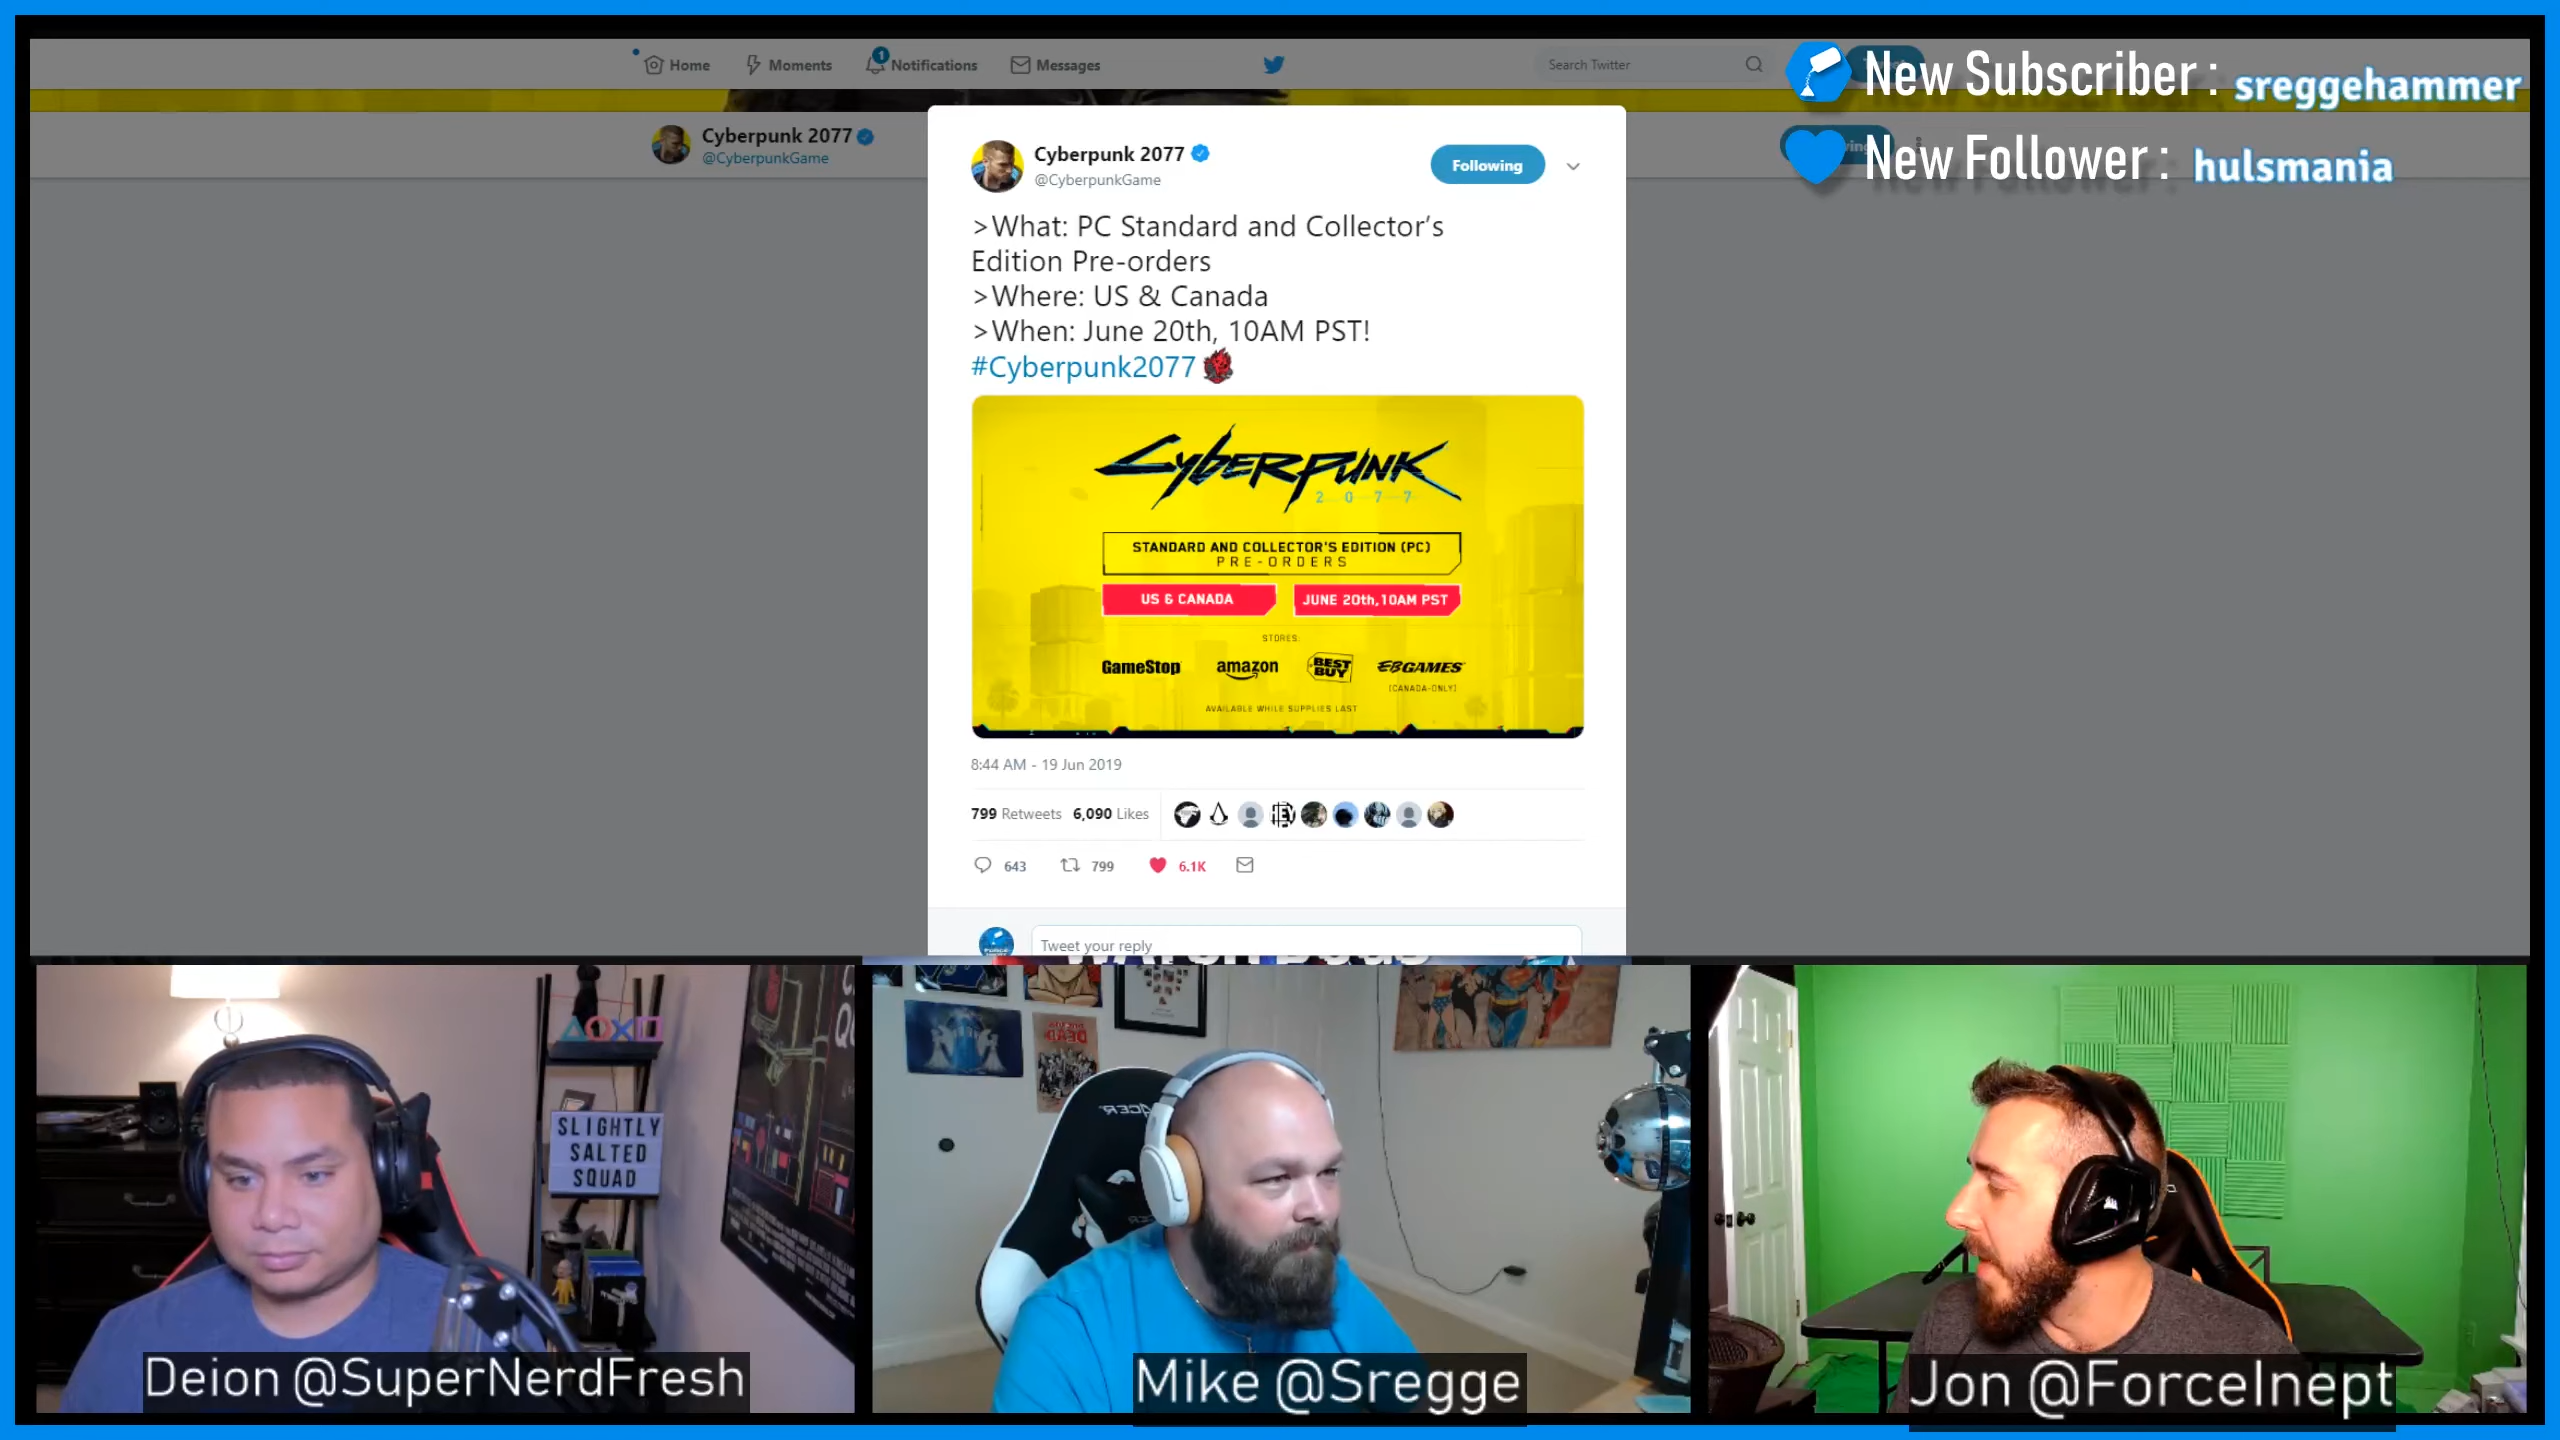 Home
Moments
1
Notifications
Messages
Search Twitter
New Subscriber : sreggehammer
New Follower : hulsmania
Cyberpunk 2077
@CyberpunkGame
Cyberpunk 2077
@CyberpunkGame
Following
>What: PC Standard and Collector's
Edition Pre-orders
>Where: US & Canada
>When: June 20th, 10AM PST!
#Cyberpunk2077
CYBERPUNK
2077
STANDARD AND COLLECTOR'S EDITION (PC)
PRE-ORDERS
US & CANADA
JUNE 20th, 10AM PST
STORES:
GameStop
amazon
BEST BUY
EBGAMES
(CANADA-ONLY)
AVAILABLE WHILE SUPPLIES LAST
8:44 AM - 19 Jun 2019
799 Retweets 6,090 Likes
643
799
6.1K
Tweet your reply
SLIGHTLY
SALTED
SQUAD
Deion @SuperNerdFresh
Mike @Sregge
Jon @ForceInept